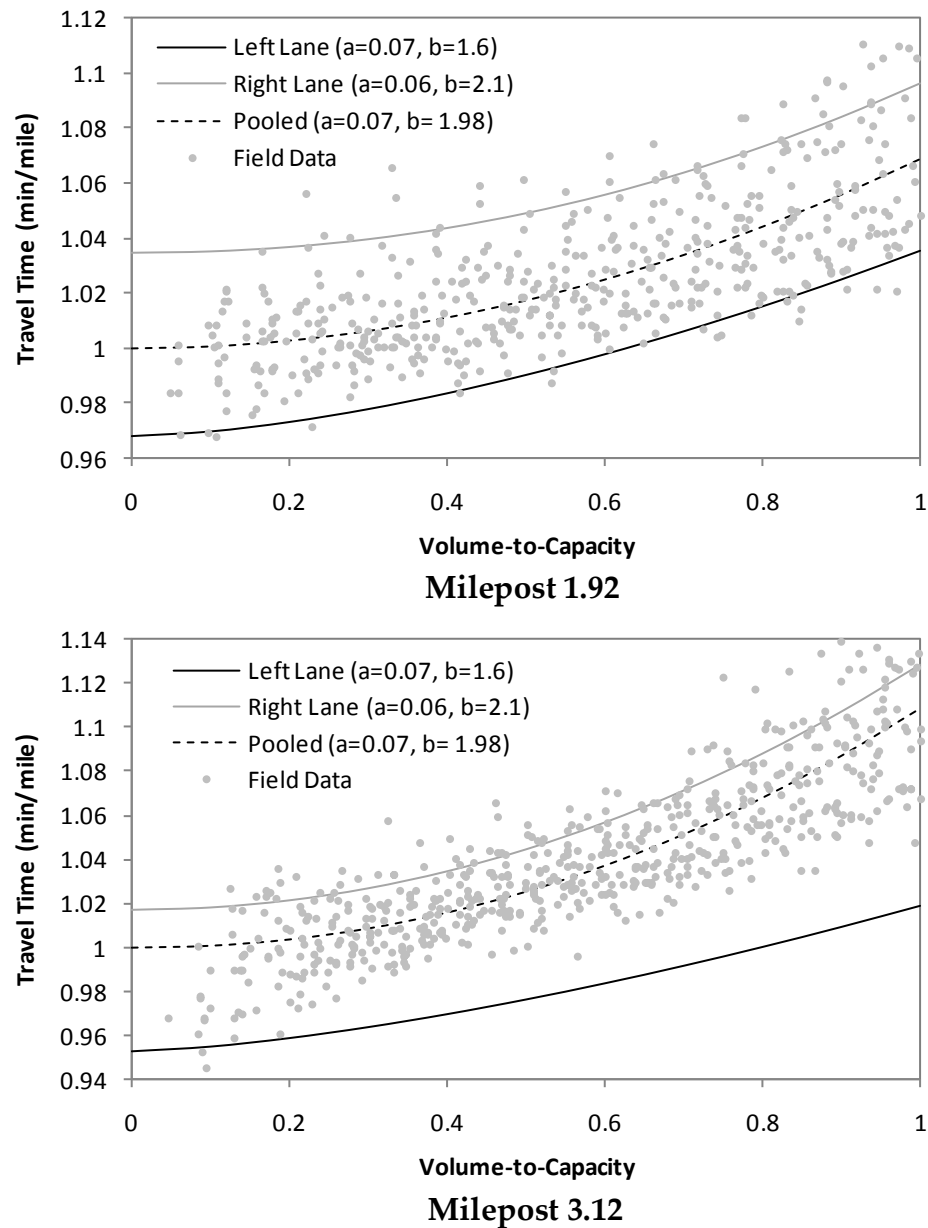 1.12
1.1
1.08
1.06
1.04
1.02
1
0.98
0.96
Travel Time (min/mile)
Left Lane (a=0.07, b=1.6)
Right Lane (a=0.06, b=2.1)
Pooled (a=0.07, b= 1.98)
Field Data
0 0.2 0.4 0.6 0.8 1
Volume-to-Capacity
Milepost 1.92
1.14
1.12
1.1
1.08
1.06
1.04
1.02
1
0.98
0.96
0.94
Travel Time (min/mile)
Left Lane (a=0.07, b=1.6)
Right Lane (a=0.06, b=2.1)
Pooled (a=0.07, b= 1.98)
Field Data
0 0.2 0.4 0.6 0.8 1
Volume-to-Capacity
Milepost 3.12